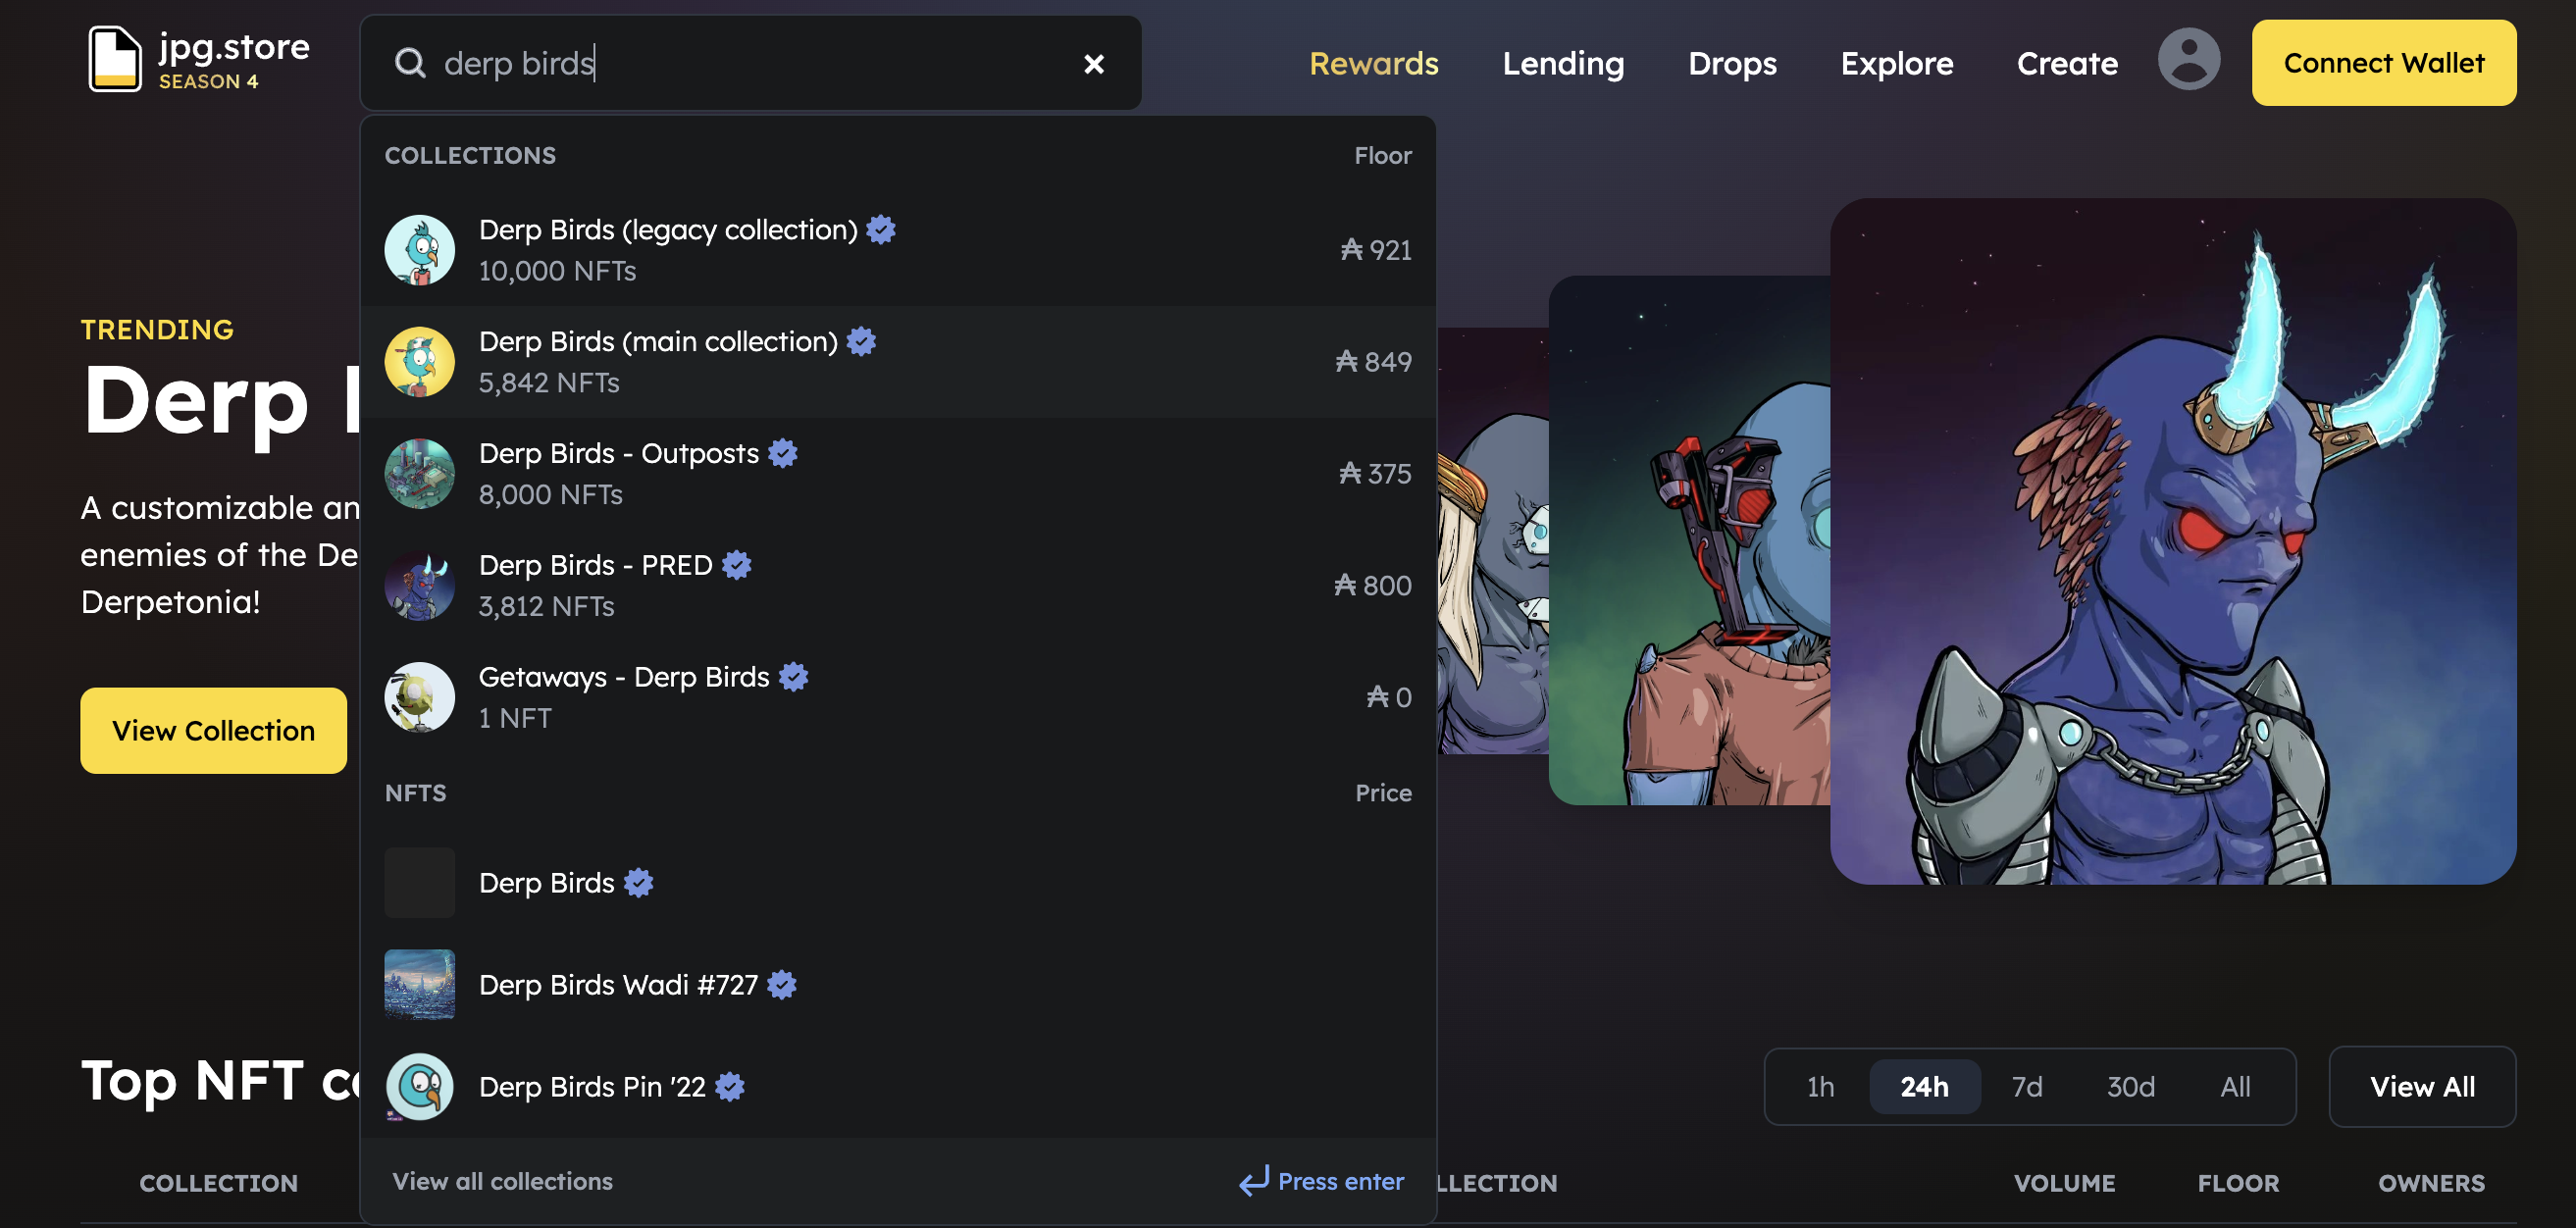 jpg.store
SEASON 4
derp birds
Rewards
Lending
Drops
Explore
Create
Connect Wallet
COLLECTIONS
Floor
Derp Birds (legacy collection)
10,000 NFTs
₳ 921
Derp Birds (main collection)
5,842 NFTs
₳ 849
Derp Birds - Outposts
8,000 NFTs
₳ 375
Derp Birds - PRED
3,812 NFTs
₳ 800
Getaways - Derp Birds
1 NFT
₳ 0
NFTS
Price
Derp Birds
Derp Birds Wadi #727
Derp Birds Pin '22
View all collections
Press enter
TRENDING
Derp
A customizable an
enemies of the De
Derpetonia!
View Collection
Top NFT co
1h
24h
7d
30d
All
View All
COLLECTION
LLECTION
VOLUME
FLOOR
OWNERS